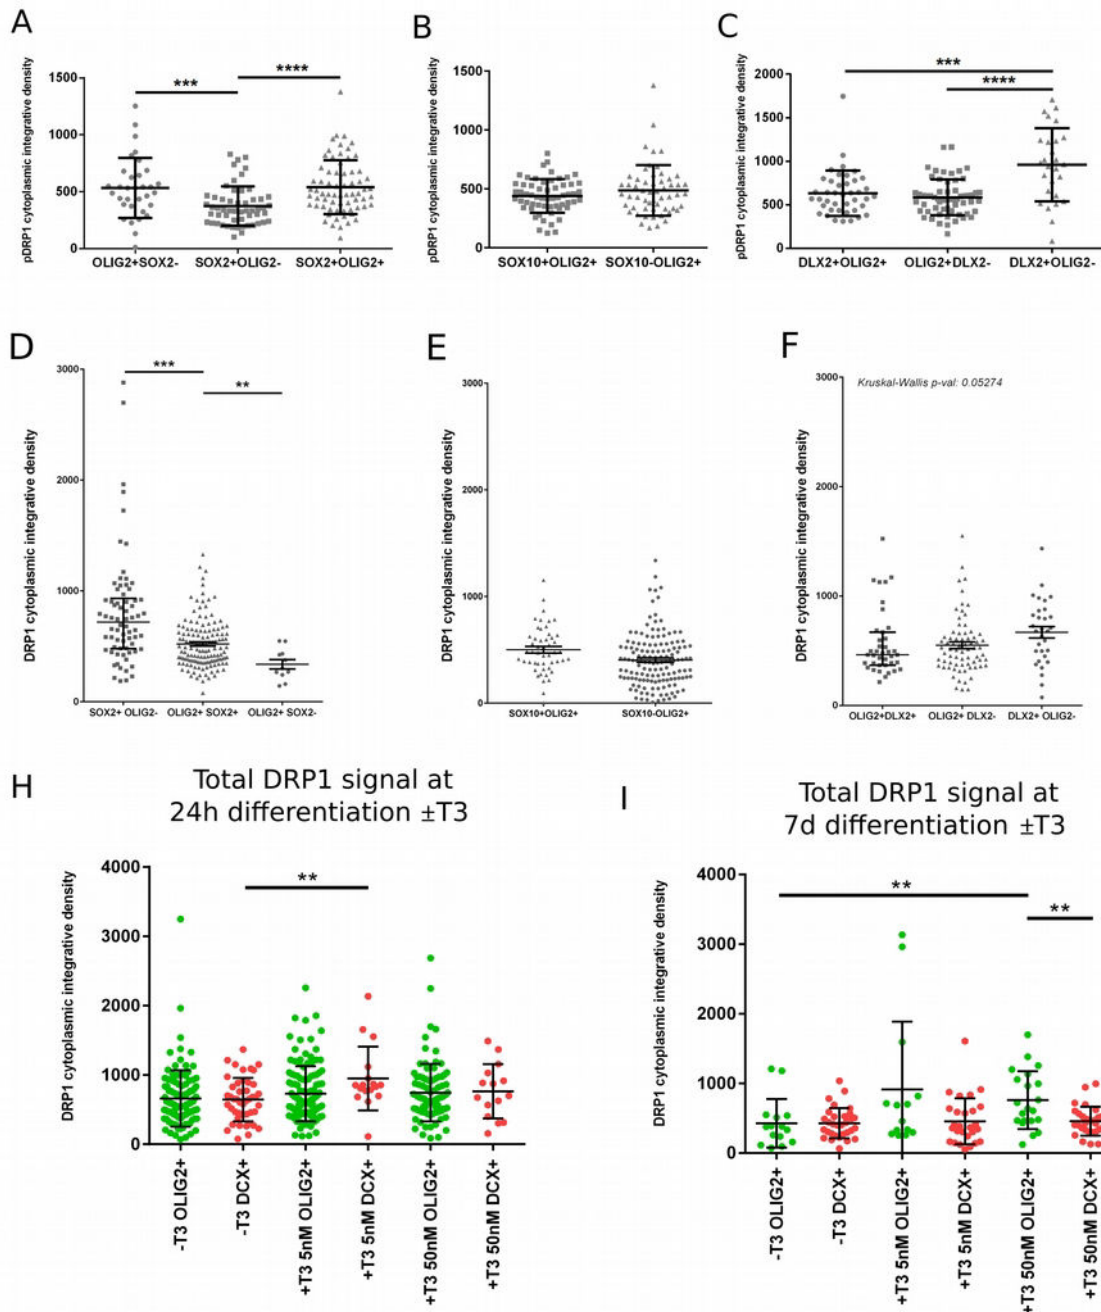 A
pDRP1 cytoplasmic integrative density
1500
1000
500
0
***
****
OLIG2+SOX2-
SOX2+OLIG2-
SOX2+OLIG2+
B
pDRP1 cytoplasmic integrative density
1500
1000
500
0
SOX10+OLIG2+
SOX10-OLIG2+
C
pDRP1 cytoplasmic integrative density
2000
1500
1000
500
0
***
****
DLX2+OLIG2+
OLIG2+DLX2-
DLX2+OLIG2-
D
DRP1 cytoplasmic integrative density
3000
2000
1000
0
***
**
SOX2+ OLIG2-
OLIG2+ SOX2+
OLIG2+ SOX2-
E
DRP1 cytoplasmic integrative density
3000
2000
1000
0
SOX10+OLIG2+
SOX10-OLIG2+
F
DRP1 cytoplasmic integrative density
3000
2000
1000
0
Kruskal-Wallis p-val: 0.05274
OLIG2+DLX2+
OLIG2+ DLX2-
DLX2+ OLIG2-
H
Total DRP1 signal at
24h differentiation ±T3
DRP1 cytoplasmic integrative density
4000
3000
2000
1000
0
**
-T3 OLIG2+
-T3 DCX+
+T3 5nM OLIG2+
+T3 5nM DCX+
+T3 50nM OLIG2+
+T3 50nM DCX+
I
Total DRP1 signal at
7d differentiation ±T3
DRP1 cytoplasmic integrative density
4000
3000
2000
1000
0
**
**
-T3 OLIG2+
-T3 DCX+
+T3 5nM OLIG2+
+T3 5nM DCX+
+T3 50nM OLIG2+
+T3 50nM DCX+